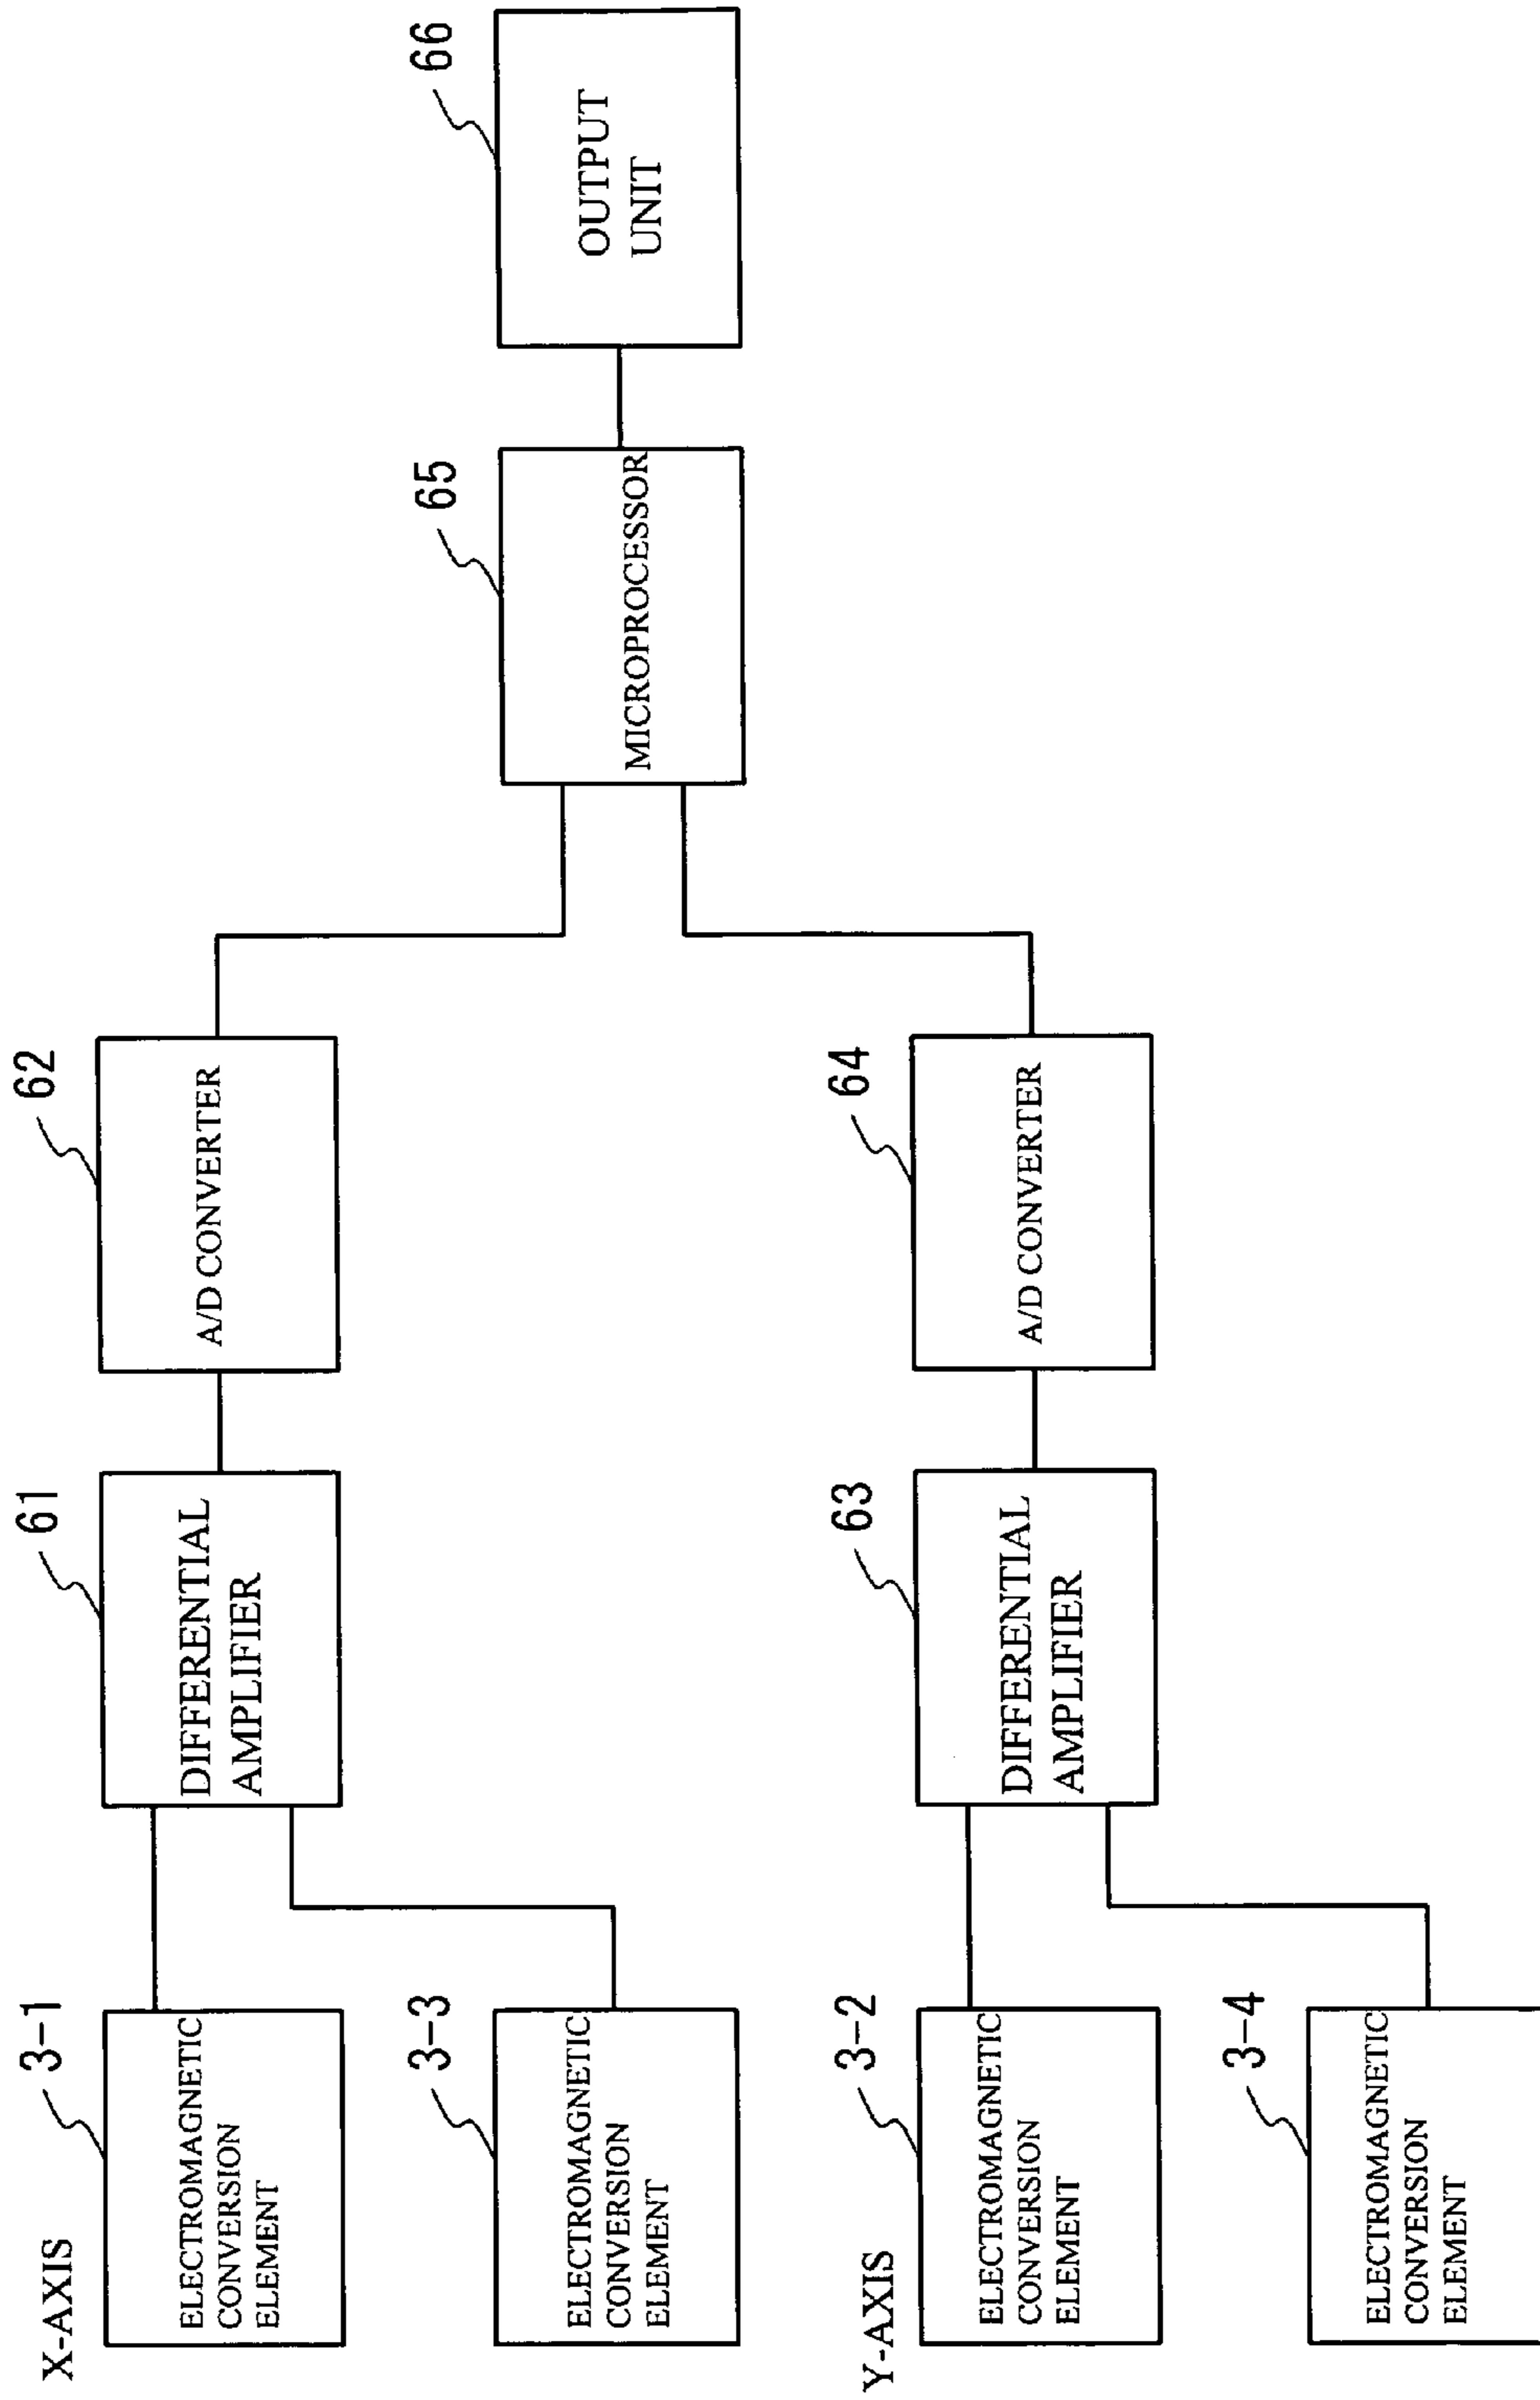 X-AXIS
3-1
ELECTROMAGNETIC
CONVERSION
ELEMENT
3-3
ELECTROMAGNETIC
CONVERSION
ELEMENT
61
DIFFERENTIAL
AMPLIFIER
62
A/D CONVERTER
Y-AXIS
3-2
ELECTROMAGNETIC
CONVERSION
ELEMENT
3-4
ELECTROMAGNETIC
CONVERSION
ELEMENT
63
DIFFERENTIAL
AMPLIFIER
64
A/D CONVERTER
65
MICROPROCESSOR
66
OUTPUT
UNIT